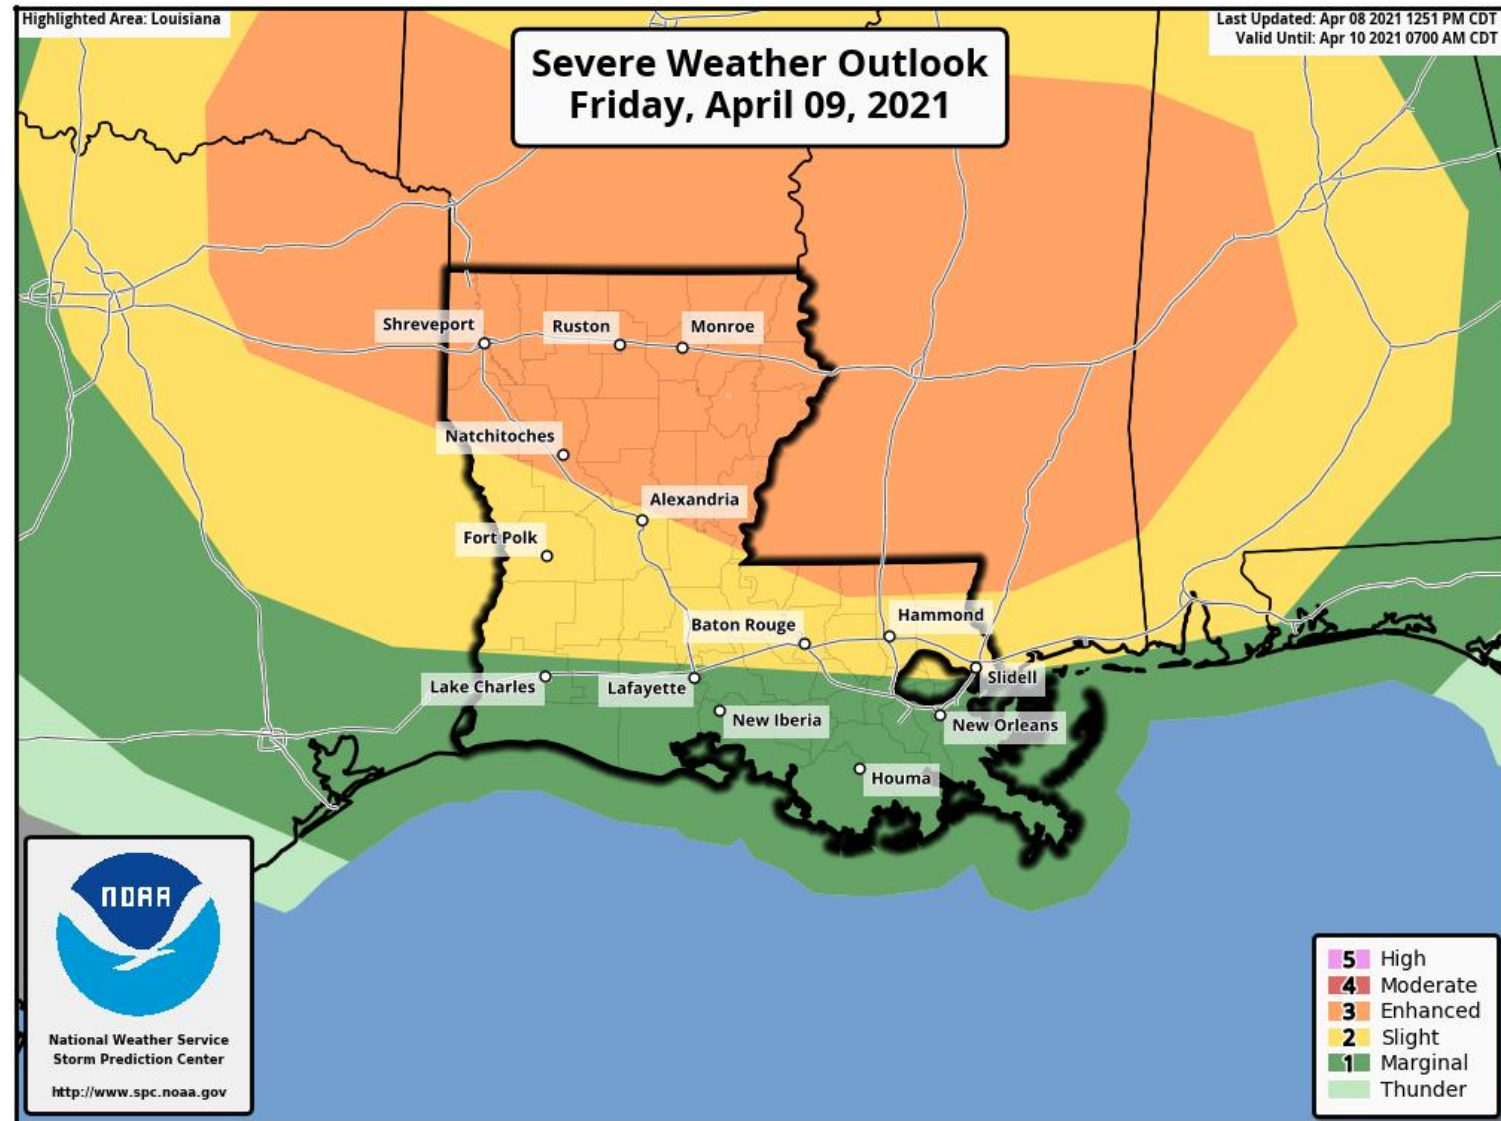 Highlighted Area: Louisiana
Last Updated: Apr 08 2021 1251 PM CDT
Valid Until: Apr 10 2021 0700 AM CDT
Severe Weather Outlook
Friday, April 09, 2021
Shreveport
Ruston
Monroe
Natchitoches
Alexandria
Fort Polk
Baton Rouge
Hammond
Lake Charles
Lafayette
Slidell
New Iberia
New Orleans
Houma
NOAA
National Weather Service
Storm Prediction Center
http://www.spc.noaa.gov
5 High
4 Moderate
3 Enhanced
2 Slight
1 Marginal
Thunder